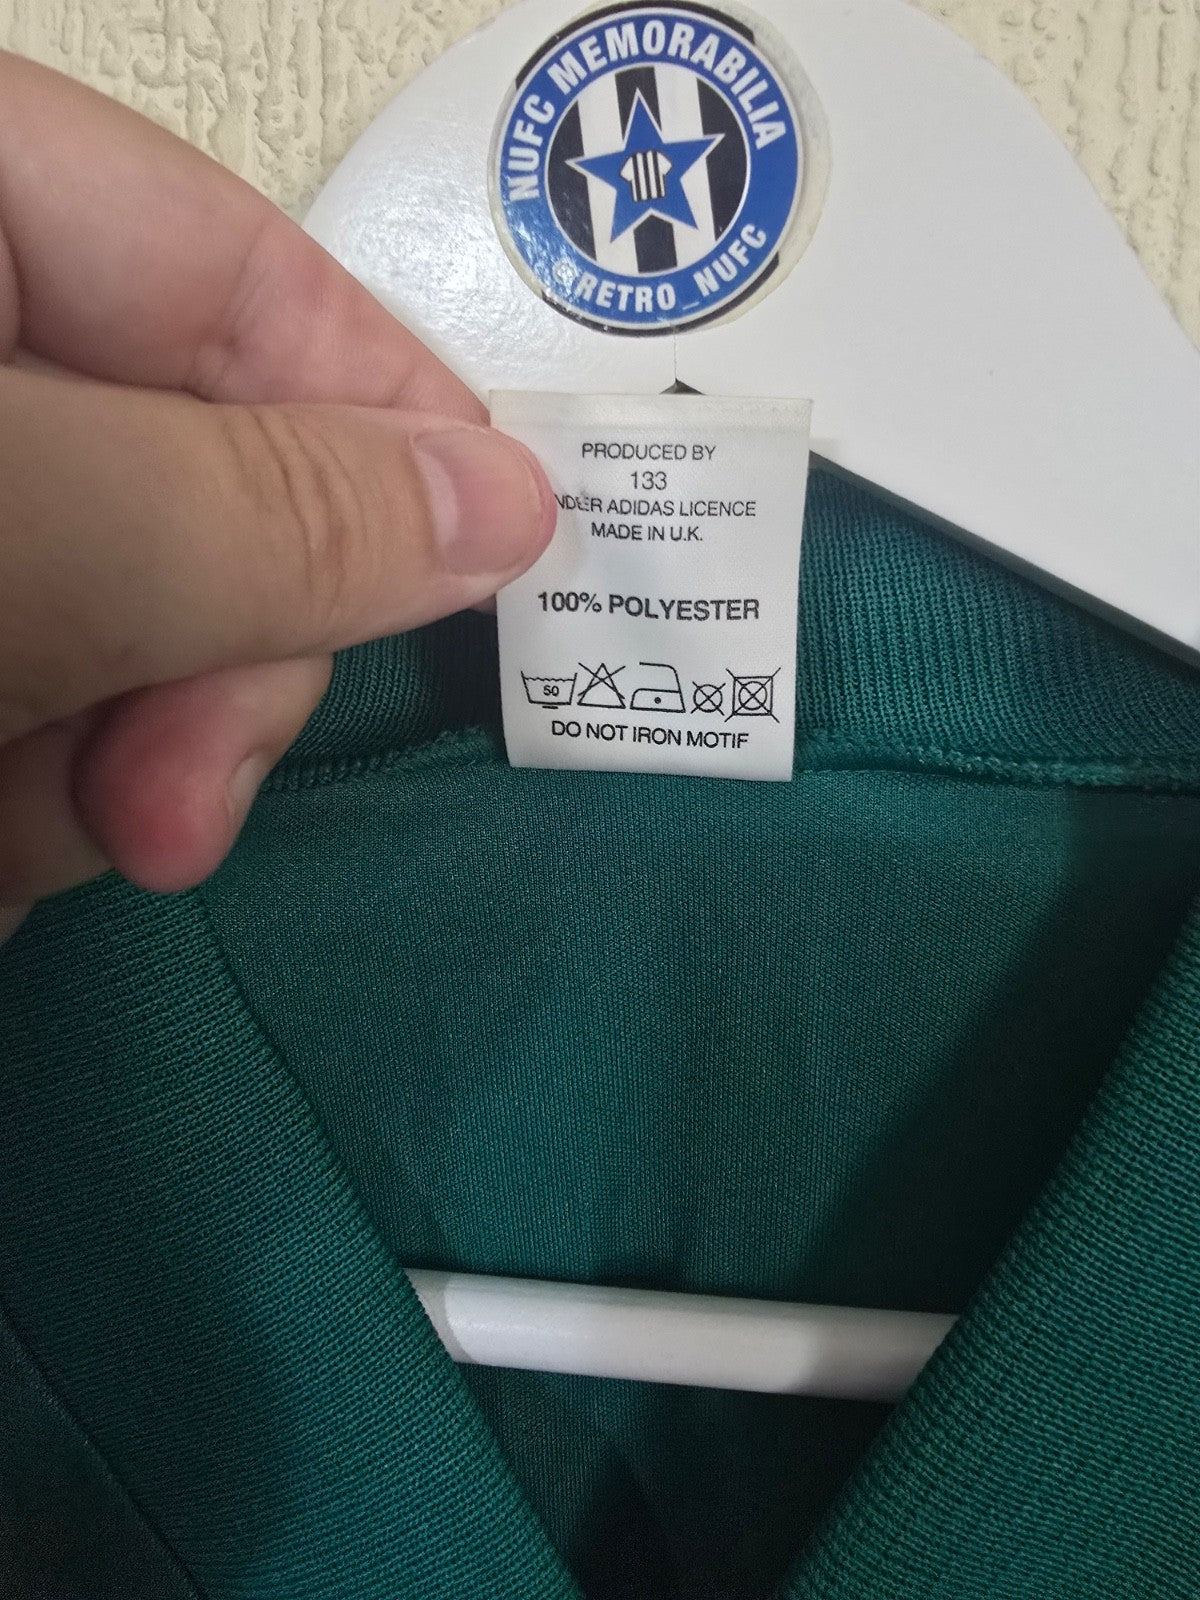 NUFC MEMORABILIA
@RETRO_NUFC
PRODUCED BY
133
NDER ADIDAS LICENCE
MADE IN U.K.
100% POLYESTER
50
DO NOT IRON MOTIF